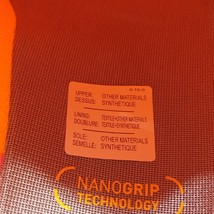 UPPER: OTHER MATERIALS
DESSUS: SYNTHETIQUE
LINING: TEXTILE+OTHER MATERIALS
DOUBLURE: TEXTILE+SYNTHETIQUE
SOLE: OTHER MATERIALS
SEMELLE: SYNTHETIQUE
NANOGRIP
TECHNOLOGY